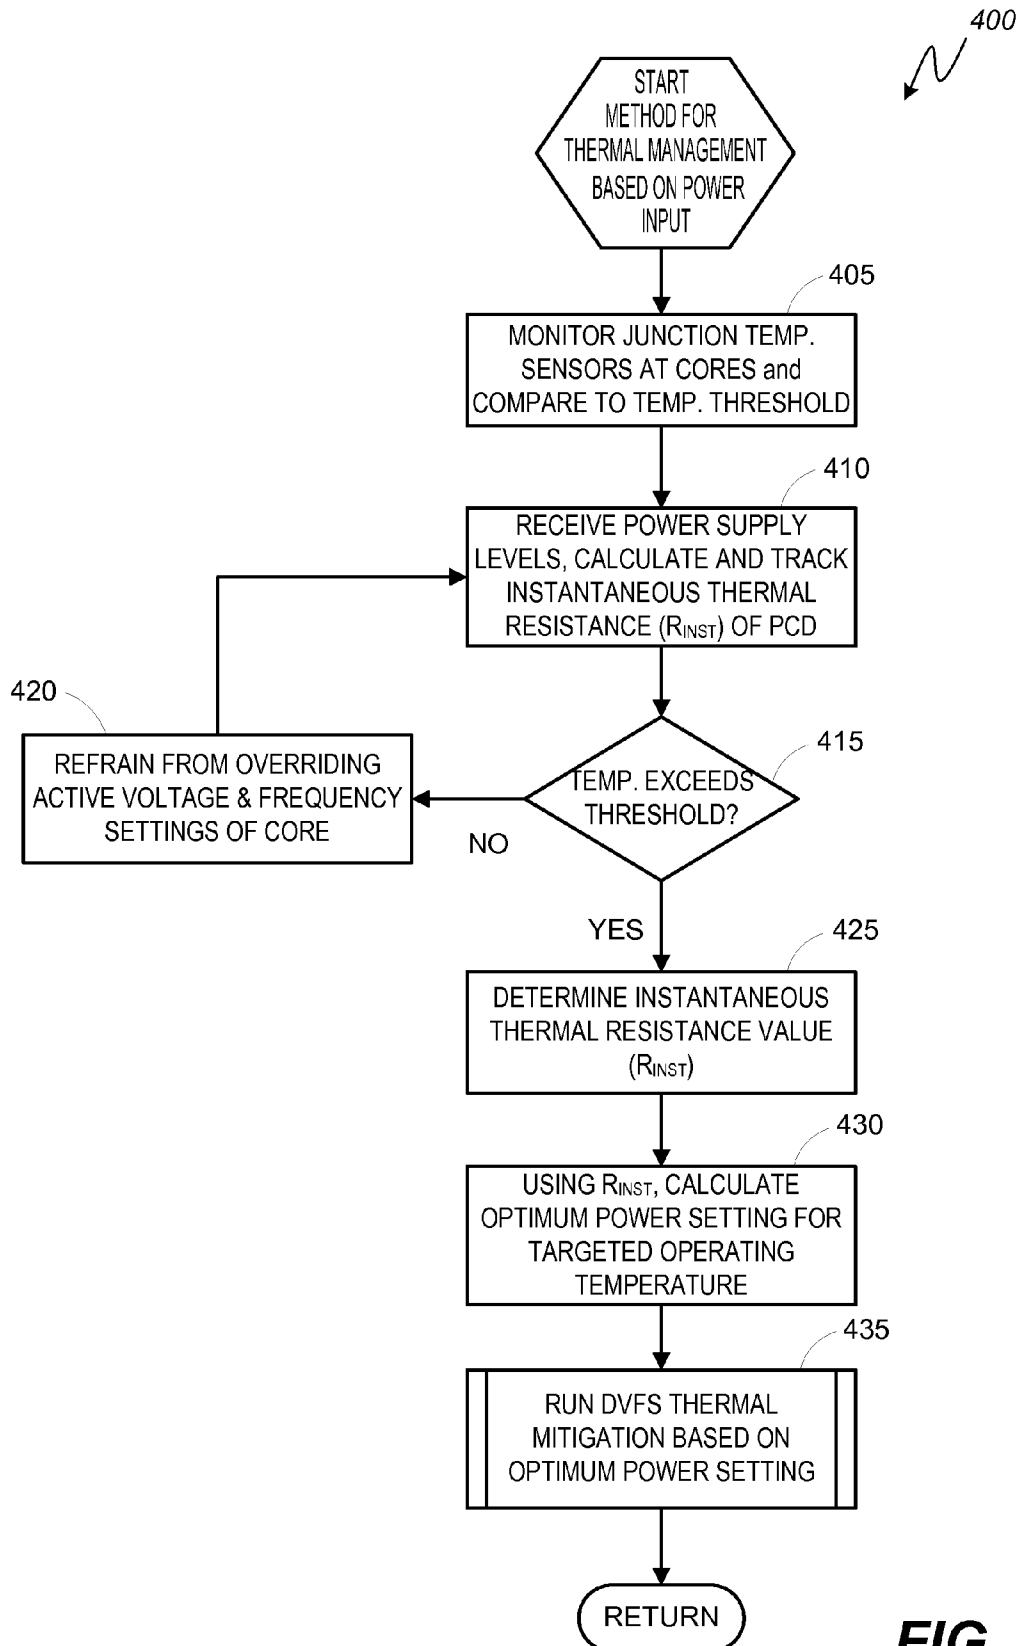 400
START
METHOD FOR
THERMAL MANAGEMENT
BASED ON POWER
INPUT
405
MONITOR JUNCTION TEMP.
SENSORS AT CORES and
COMPARE TO TEMP. THRESHOLD
410
RECEIVE POWER SUPPLY
LEVELS, CALCULATE AND TRACK
INSTANTANEOUS THERMAL
RESISTANCE (RINST) OF PCD
420
REFRAIN FROM OVERRIDING
ACTIVE VOLTAGE & FREQUENCY
SETTINGS OF CORE
415
TEMP. EXCEEDS
THRESHOLD?
NO
YES
425
DETERMINE INSTANTANEOUS
THERMAL RESISTANCE VALUE
(RINST)
430
USING RINST, CALCULATE
OPTIMUM POWER SETTING FOR
TARGETED OPERATING
TEMPERATURE
435
RUN DVFS THERMAL
MITIGATION BASED ON
OPTIMUM POWER SETTING
RETURN
FIG